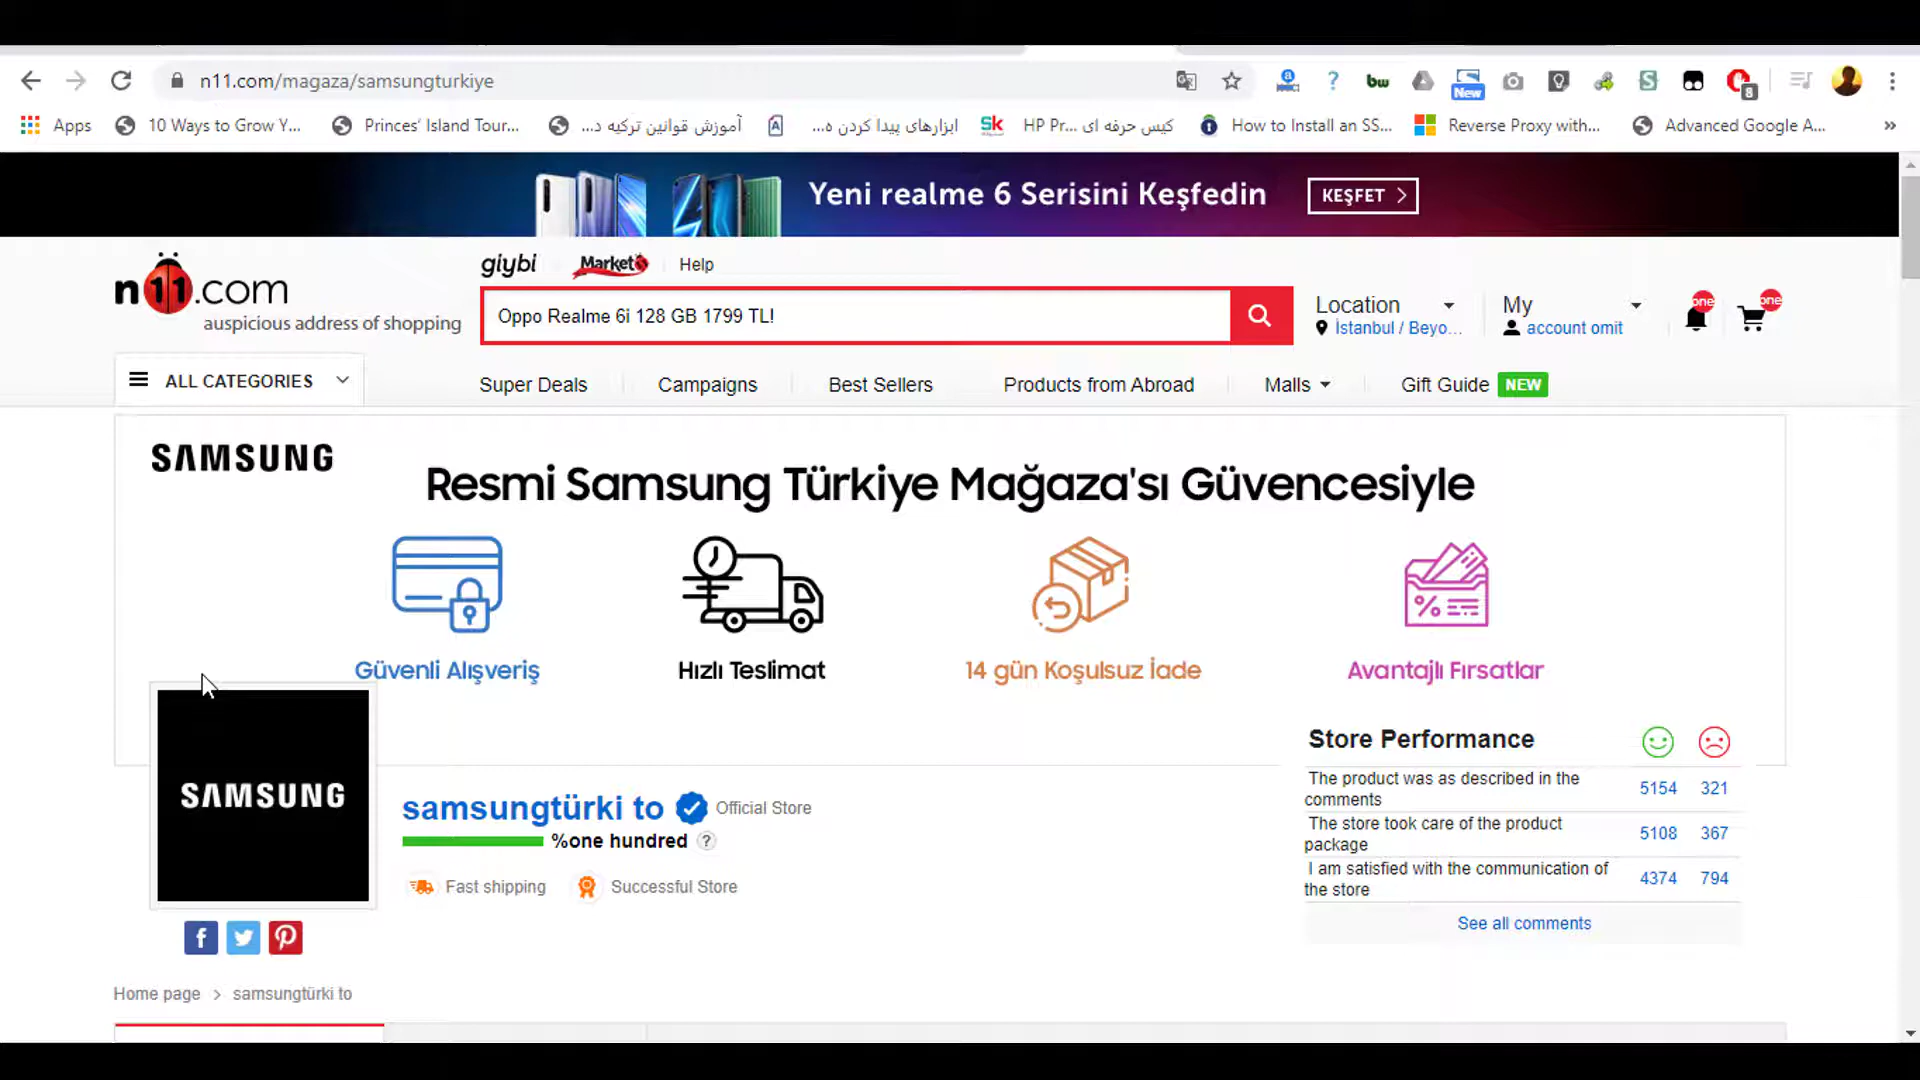 n11.com/magaza/samsungturkiye
New
8
Apps
10 Ways to Grow Y...
Princes' Island Tour...
آموزش قوانین ترکیه د...
ابزارهای پیدا کردن ه...
Sk
کیس حرفه ای HP Pr...
How to Install an SS...
Reverse Proxy with...
Advanced Google A...
»
Yeni realme 6 Serisini Keşfedin
KEŞFET >
giybi
Market
Help
n11.com
auspicious address of shopping
Oppo Realme 6i 128 GB 1799 TL!
Location
İstanbul / Beyo...
My
account omit
one
one
ALL CATEGORIES
Super Deals
Campaigns
Best Sellers
Products from Abroad
Malls
Gift Guide NEW
SAMSUNG
Resmi Samsung Türkiye Mağaza'sı Güvencesiyle
Güvenli Alışveriş
Hızlı Teslimat
14 gün Koşulsuz İade
Avantajlı Fırsatlar
SAMSUNG
samsungtürki to
Official Store
%one hundred ?
Fast shipping
Successful Store
Store Performance
The product was as described in the comments
5154 321
The store took care of the product package
5108 367
I am satisfied with the communication of the store
4374 794
See all comments
Home page > samsungtürki to